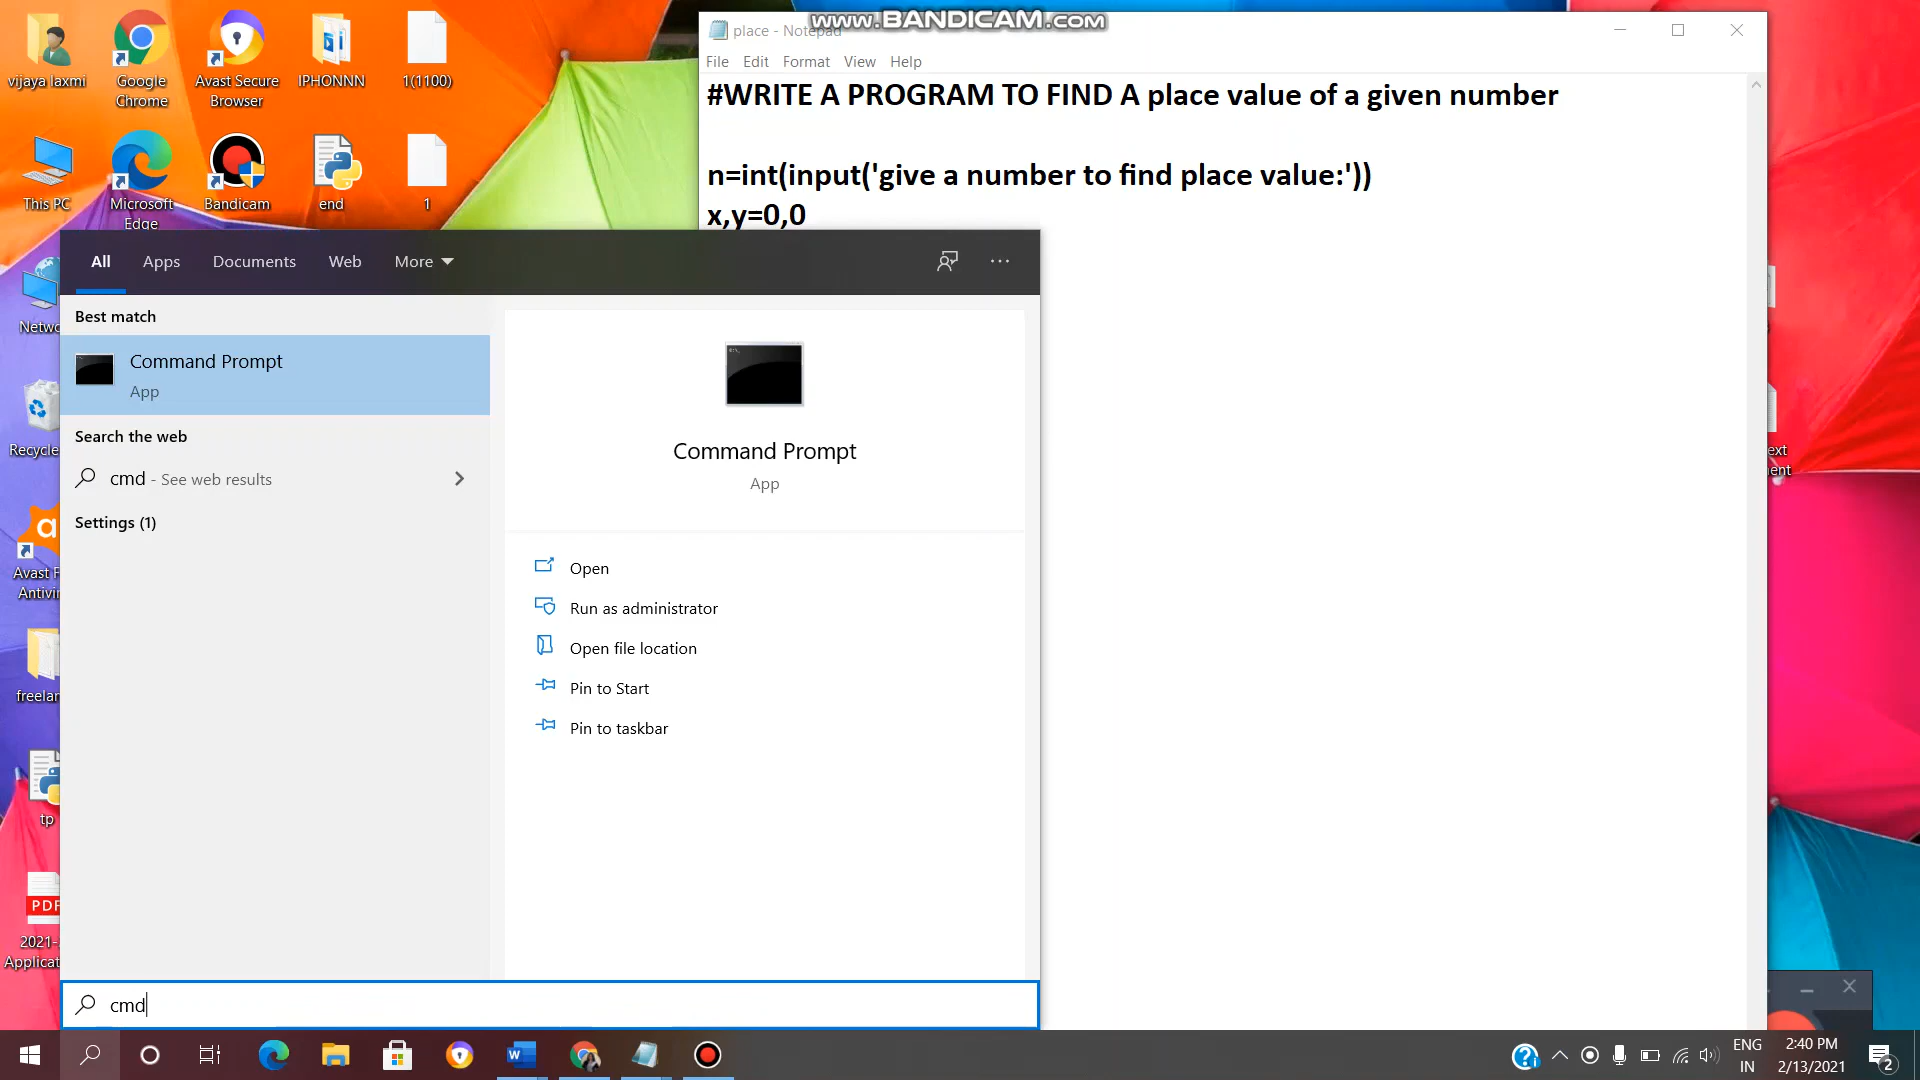 WWW.BANDICAM.COM
place - Notepad
File Edit Format View Help
#WRITE A PROGRAM TO FIND A place value of a given number
n=int(input('give a number to find place value:'))
x,y=0,0
vijaya laxmi
Google Chrome
Avast Secure Browser
IPHONNN
1(1100)
This PC
Microsoft Edge
Bandicam
end
1
All Apps Documents Web More
Best match
Command Prompt
App
Search the web
cmd - See web results
Settings (1)
Command Prompt
App
Open
Run as administrator
Open file location
Pin to Start
Pin to taskbar
tp
PDF
2021-
cmd
ENG
IN
2:40 PM
2/13/2021
2